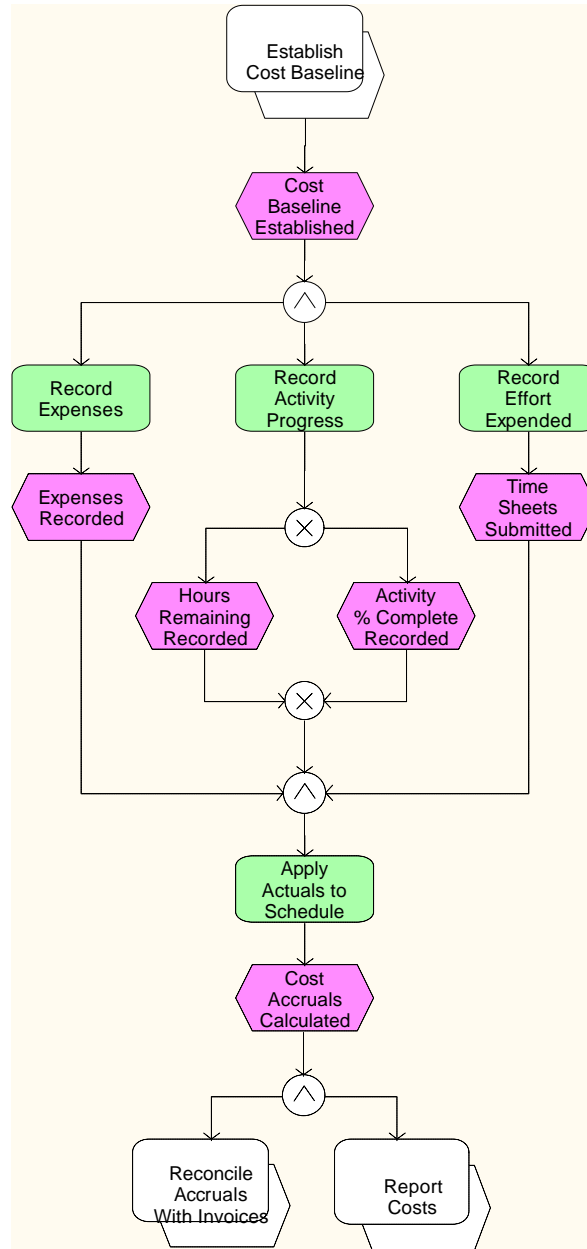 Establish
Cost Baseline
Cost
Baseline
Established
Record
Expenses
Record
Activity
Progress
Record
Effort
Expended
Expenses
Recorded
Time
Sheets
Submitted
Hours
Remaining
Recorded
Activity
% Complete
Recorded
Apply
Actuals to
Schedule
Cost
Accruals
Calculated
Reconcile
Accruals
With Invoices
Report
Costs